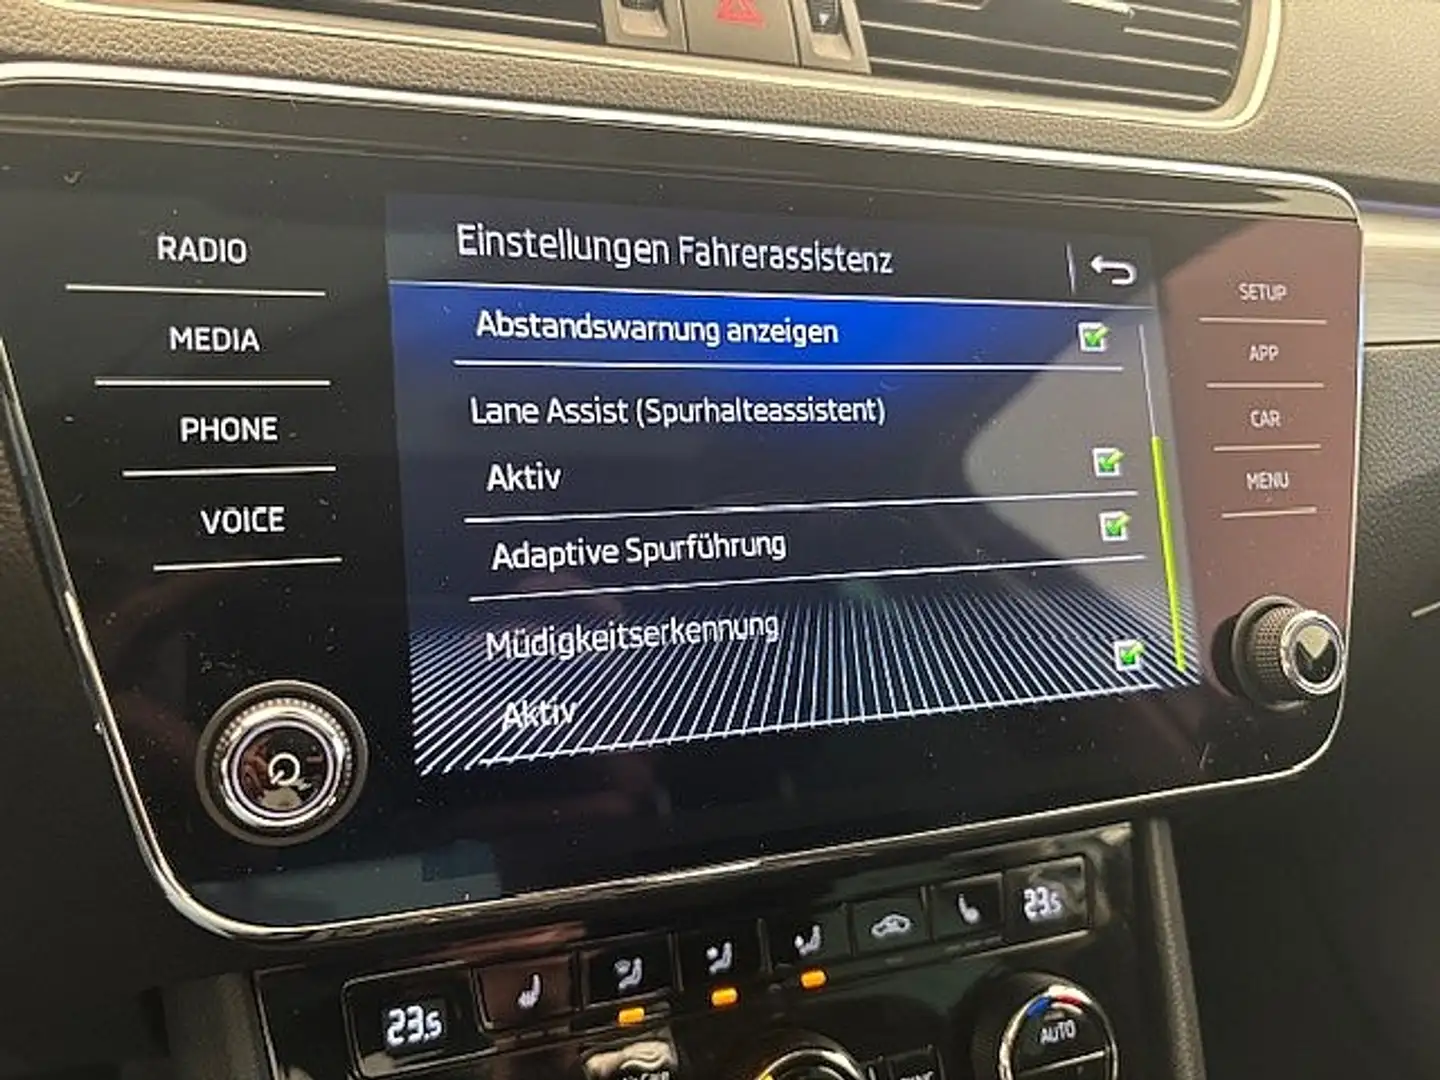 RADIO
MEDIA
PHONE
VOICE
Einstellungen Fahrerassistenz
Abstandswarnung anzeigen
Lane Assist (Spurhalteassistent)
Aktiv
Adaptive Spurführung
Müdigkeitserkennung
Aktiv
SETUP
APP
CAR
MENU
23.5
23.5
AUTO